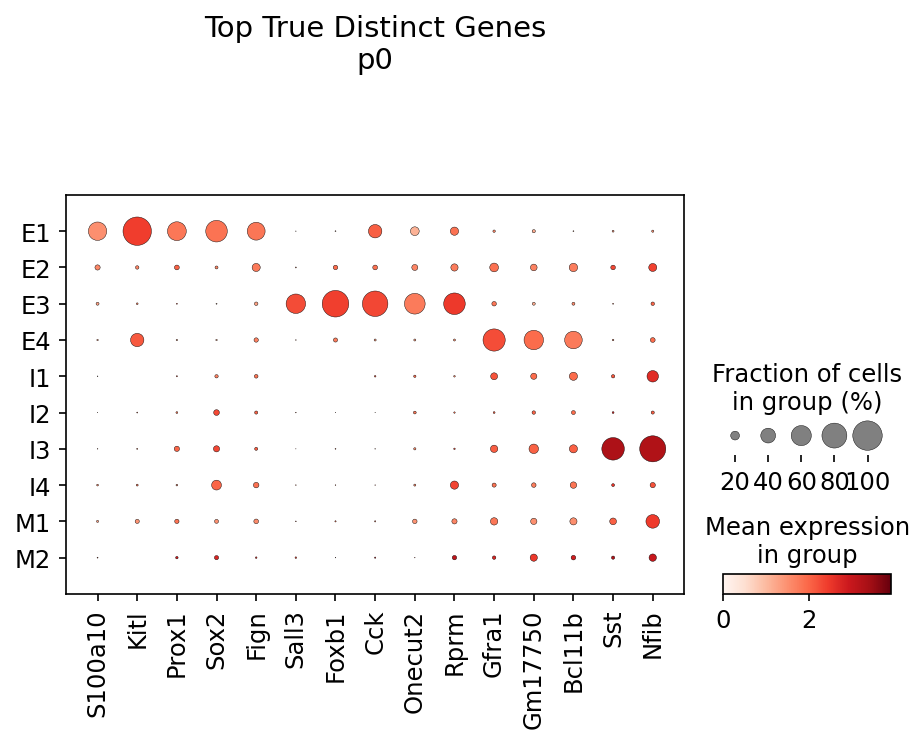 Top True Distinct Genes
p0
E1
E2
E3
E4
I1
I2
I3
I4
M1
M2
S100a10
Kitl
Prox1
Sox2
Fign
Sall3
Foxb1
Cck
Onecut2
Rprm
Gfra1
Gm17750
Bcl11b
Sst
Nfib
Fraction of cells
in group (%)
20 40 60 80 100
Mean expression
in group
0 2